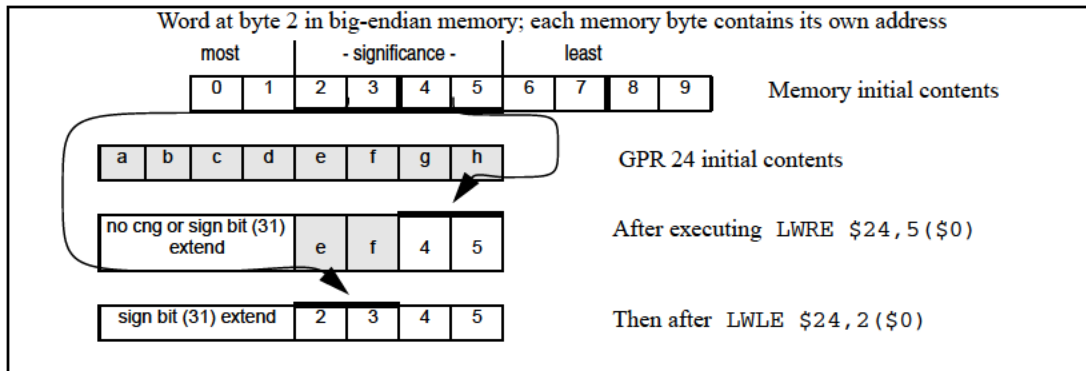 Word at byte 2 in big-endian memory; each memory byte contains its own address
most - significance - least
0 1 2 3 4 5 6 7 8 9 Memory initial contents
a b c d e f g h GPR 24 initial contents
no cng or sign bit (31) extend e f 4 5 After executing LWRE $24,5($0)
sign bit (31) extend 2 3 4 5 Then after LWLE $24,2($0)